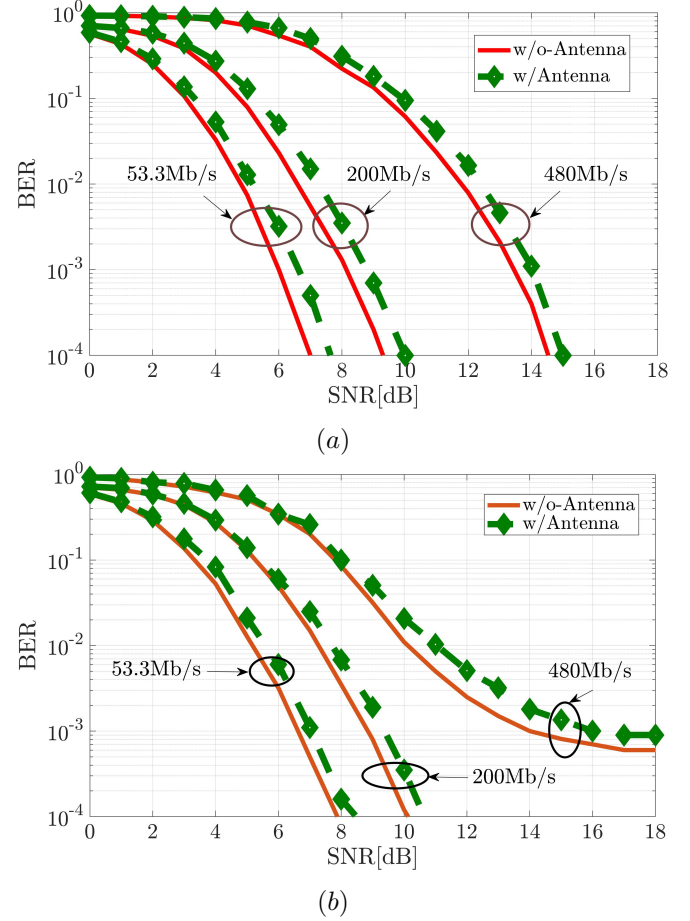 10^0
10^-1
10^-2
10^-3
10^-4
BER
w/o-Antenna
w/Antenna
53.3Mb/s
200Mb/s
480Mb/s
0 2 4 6 8 10 12 14 16 18
SNR[dB]
(a)
10^0
10^-1
10^-2
10^-3
10^-4
BER
w/o-Antenna
w/Antenna
53.3Mb/s
480Mb/s
200Mb/s
0 2 4 6 8 10 12 14 16 18
SNR[dB]
(b)